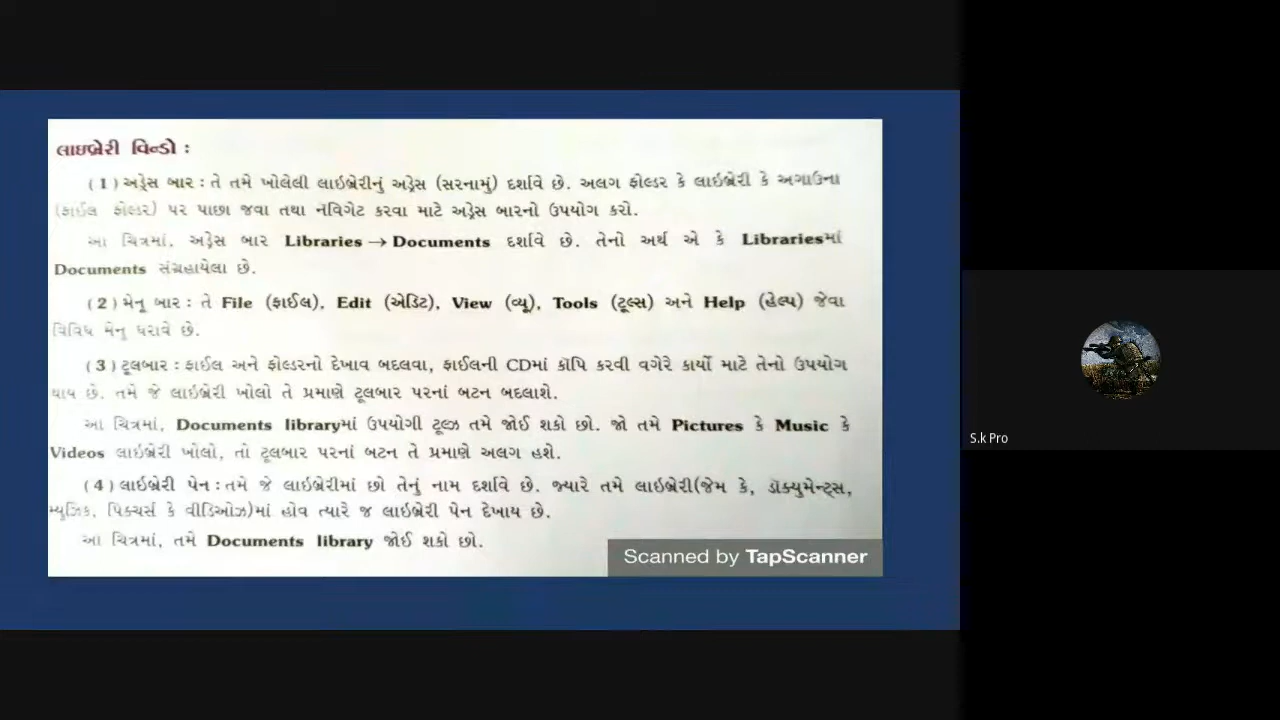 લાઇબ્રેરી વિન્ડો :
(1) અડ્રેસ બાર : તે તમે ખોલેલી લાઇબ્રેરીનું અડ્રેસ (સરનામું) દર્શાવે છે. અલગ ફોલ્ડર કે લાઇબ્રેરી કે અગાઉના
(ફાઈલ ફોલ્ડર) પર પાછા જવા તથા નૅવિગેટ કરવા માટે અડ્રેસ બારનો ઉપયોગ કરો.
આ ચિત્રમાં, અડ્રેસ બાર Libraries → Documents દર્શાવે છે. તેનો અર્થ એ કે Librariesમાં
Documents સંગ્રહાયેલા છે.
(2) મેનૂ બાર : તે File (ફાઈલ), Edit (એડિટ), View (વ્યૂ), Tools (ટૂલ્સ) અને Help (હેલ્પ) જેવા
વિવિધ મેનુ ધરાવે છે.
(3) ટૂલબાર : ફાઈલ અને ફોલ્ડરનો દેખાવ બદલવા, ફાઈલની CDમાં કૉપિ કરવી વગેરે કાર્યો માટે તેનો ઉપયોગ
થાય છે. તમે જે લાઇબ્રેરી ખોલો તે પ્રમાણે ટૂલબાર પરનાં બટન બદલાશે.
આ ચિત્રમાં, Documents libraryમાં ઉપયોગી ટૂલ્ઝ તમે જોઈ શકો છો. જો તમે Pictures કે Music કે
Videos લાઇબ્રેરી ખોલો, તો ટૂલબાર પરનાં બટન તે પ્રમાણે અલગ હશે.
(4) લાઇબ્રેરી પેન : તમે જે લાઇબ્રેરીમાં છો તેનું નામ દર્શાવે છે. જ્યારે તમે લાઇબ્રેરી(જેમ કે, ડૉક્યુમેન્ટ્સ,
મ્યૂઝિક, પિક્ચર્સ કે વીડિઓઝ)માં હોવ ત્યારે જ લાઇબ્રેરી પેન દેખાય છે.
આ ચિત્રમાં, તમે Documents library જોઈ શકો છો.
Scanned by TapScanner
S.k Pro